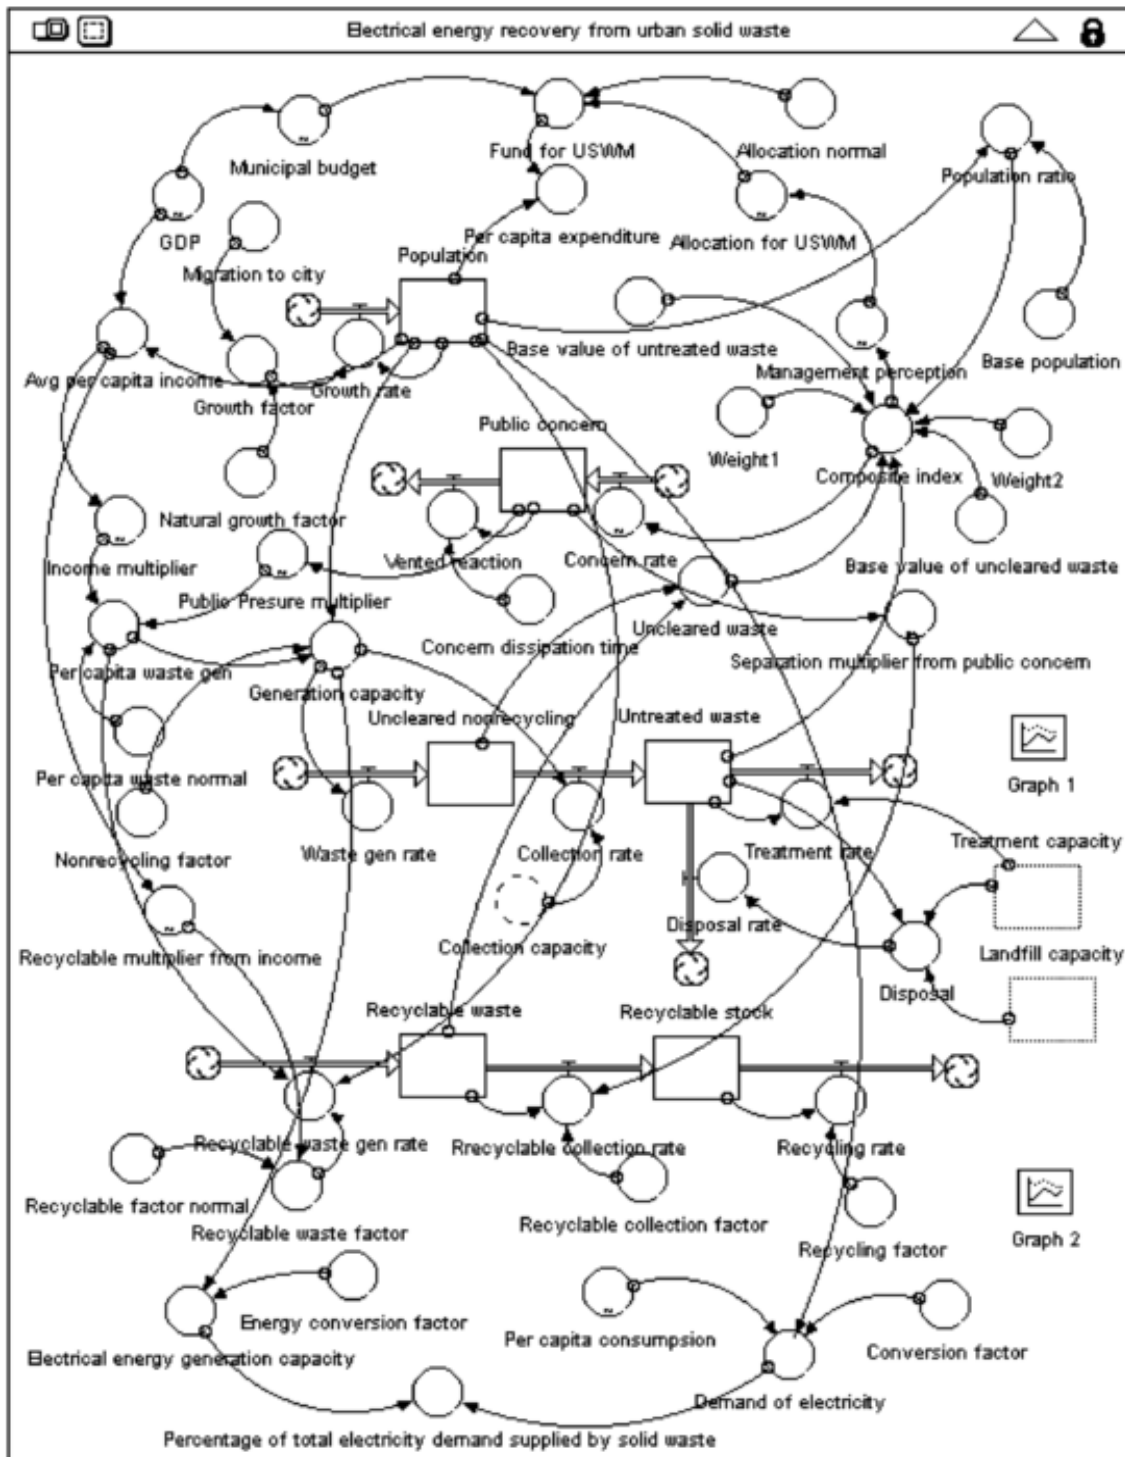 Electrical energy recovery from urban solid waste
Municipal budget
Fund for USWM
Allocation normal
Population ratio
GDP
Per capita expenditure
Allocation for USWM
Population
Migration to city
Base value of untreated waste
Management perception
Base population
Avg per capita income
Growth factor
Growth rate
Public concern
Weight1
Composite index
Weight2
Natural growth factor
Vented reaction
Concern rate
Base value of uncleared waste
Income multiplier
Public Presure multiplier
Concern dissipation time
Uncleared waste
Separation multiplier from public concern
Per capita waste gen
Generation capacity
Uncleared nonrecycling
Untreated waste
Per capita waste normal
Graph 1
Nonrecycling factor
Waste gen rate
Collection rate
Treatment rate
Treatment capacity
Recyclable multiplier from income
Collection capacity
Disposal rate
Landfill capacity
Disposal
Recyclable waste
Recyclable stock
Recyclable waste gen rate
Rrecyclable collection rate
Recycling rate
Recyclable factor normal
Recyclable waste factor
Recyclable collection factor
Recycling factor
Graph 2
Energy conversion factor
Per capita consumpsion
Conversion factor
Electrical energy generation capacity
Demand of electricity
Percentage of total electricity demand supplied by solid waste